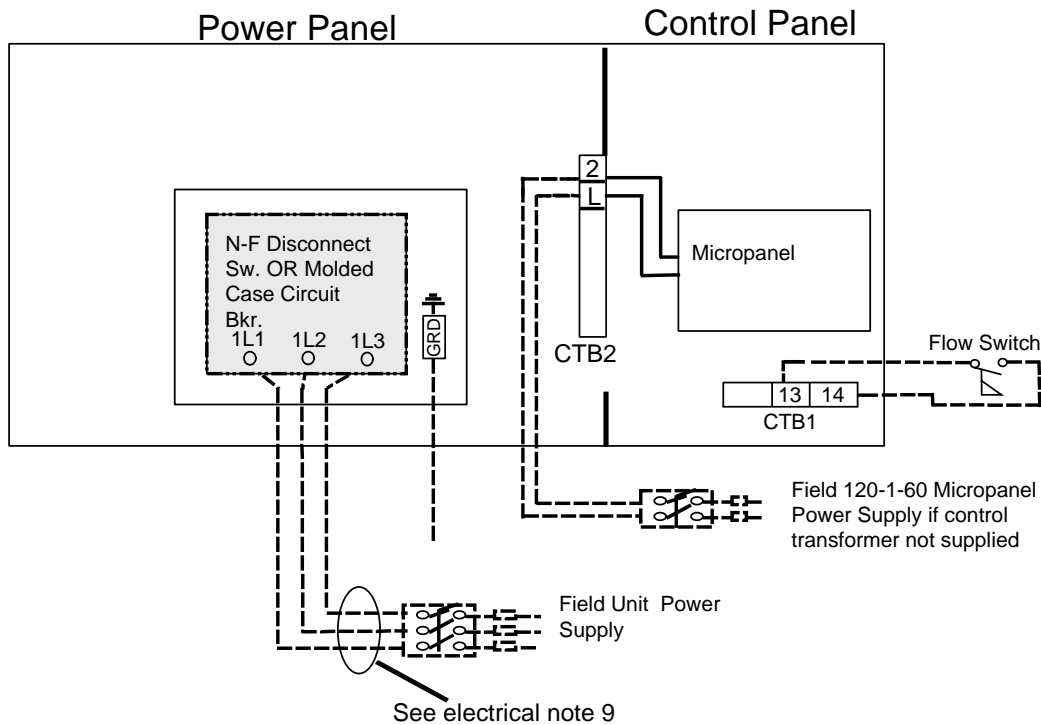 Power Panel
Control Panel
2
L
N-F Disconnect
Sw. OR Molded
Case Circuit
Bkr.
1L1
1L2
1L3
GRD
Micropanel
CTB2
Flow Switch
13
14
CTB1
Field 120-1-60 Micropanel
Power Supply if control
transformer not supplied
Field Unit Power
Supply
See electrical note 9